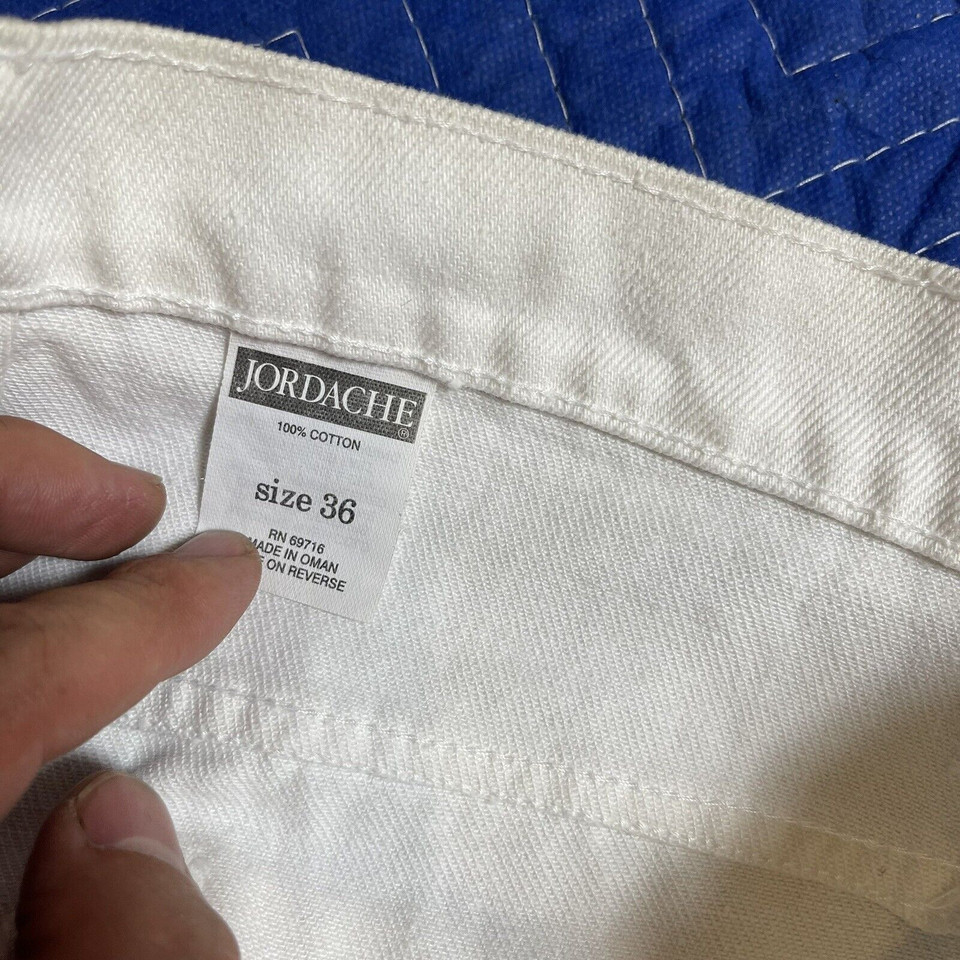 JORDACHE®
100% COTTON
size 36
RN 69716
MADE IN OMAN
ON REVERSE